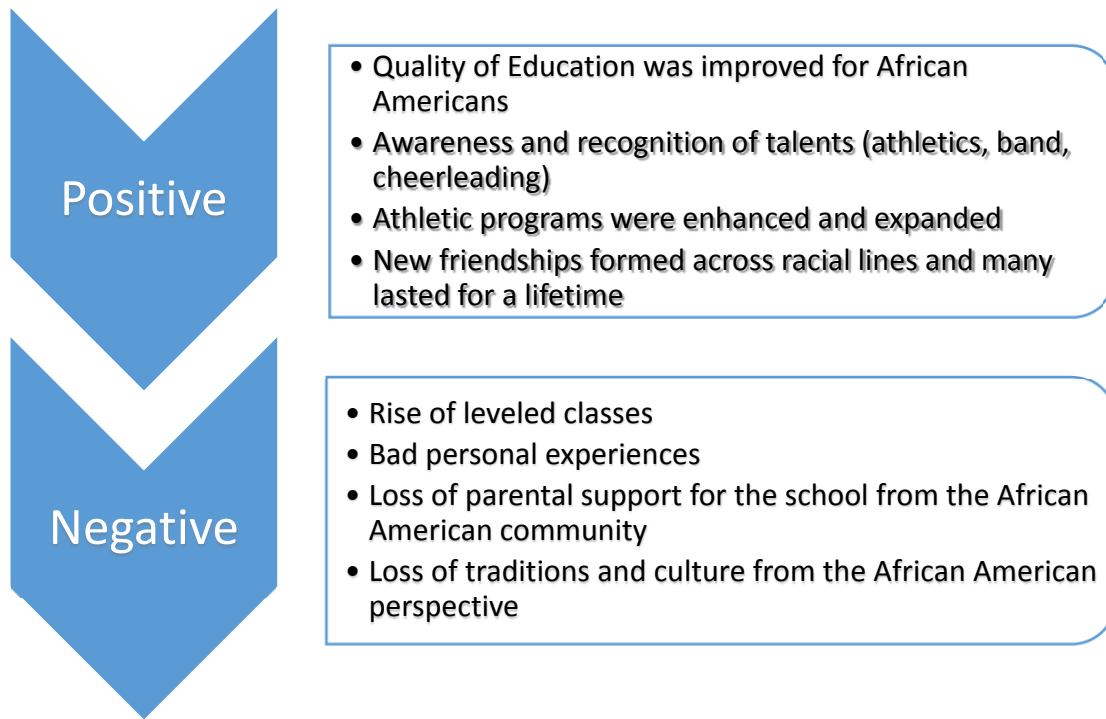 Positive
• Quality of Education was improved for African
Americans
• Awareness and recognition of talents (athletics, band,
cheerleading)
• Athletic programs were enhanced and expanded
• New friendships formed across racial lines and many
lasted for a lifetime
Negative
• Rise of leveled classes
• Bad personal experiences
• Loss of parental support for the school from the African
American community
• Loss of traditions and culture from the African American
perspective